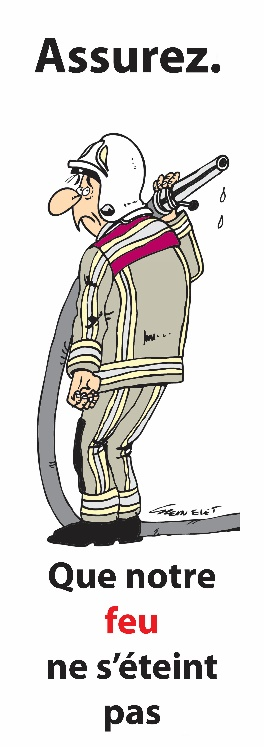 Assurez.
Que notre
feu
ne s’éteint
pas